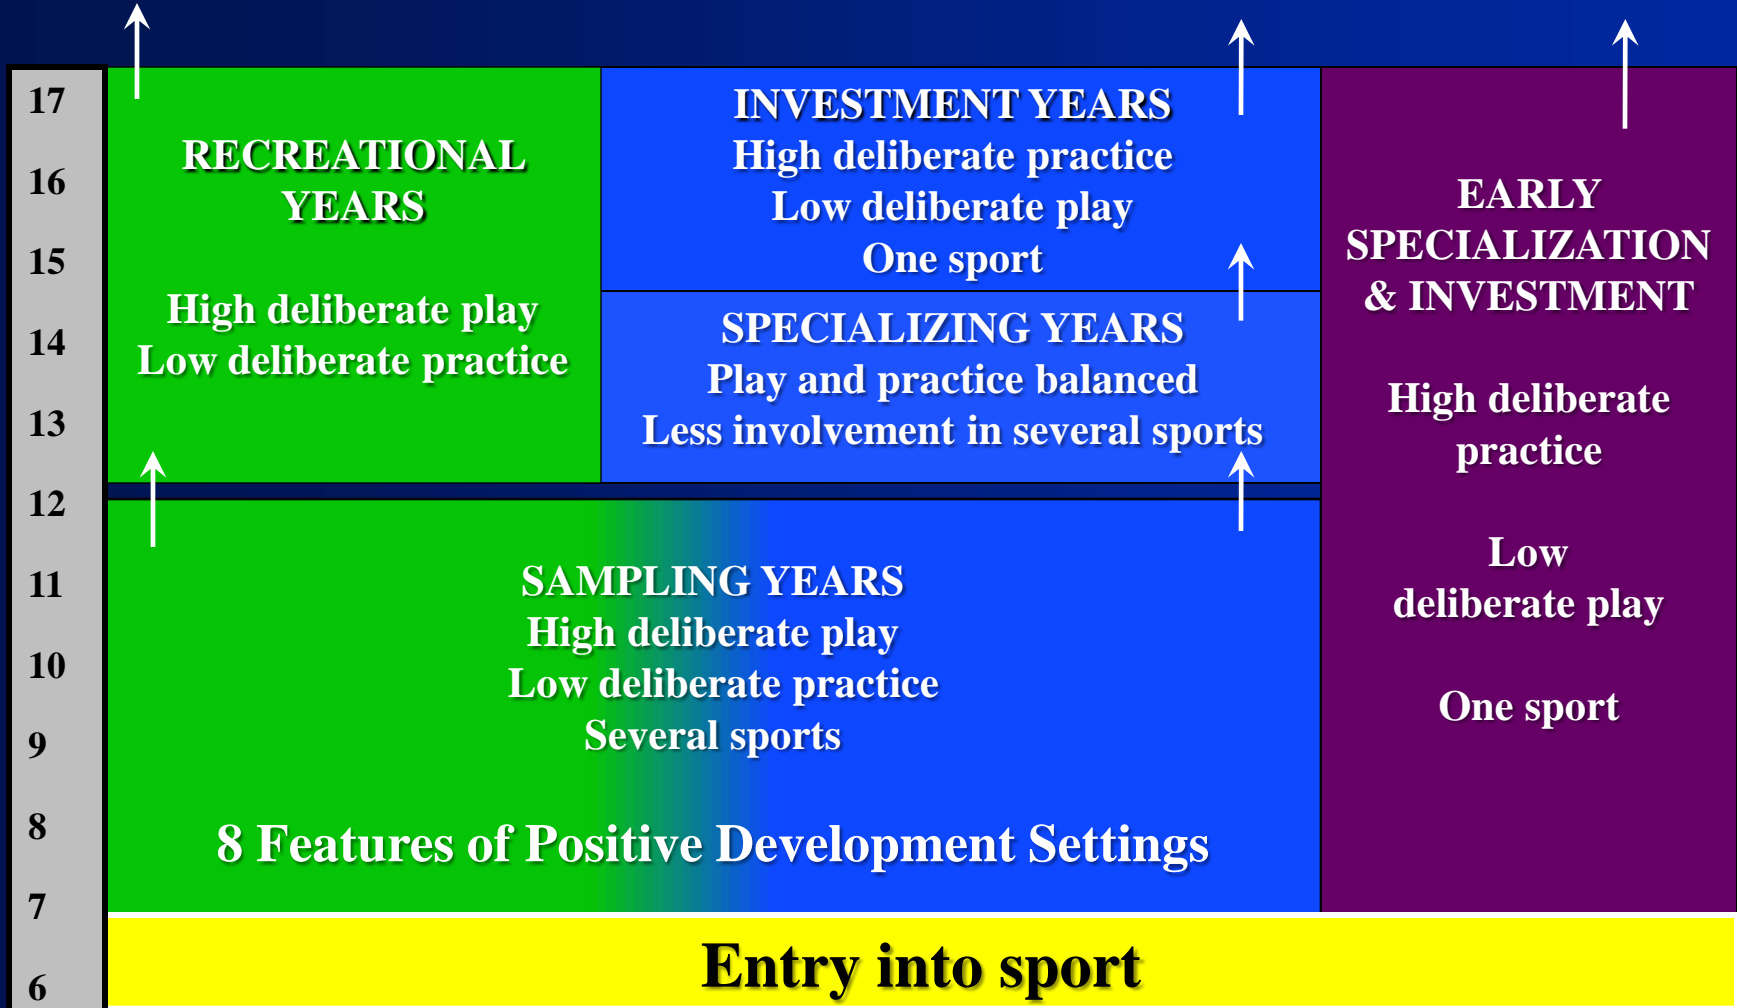 17
16
15
14
13
12
11
10
9
8
7
6
RECREATIONAL
YEARS
High deliberate play
Low deliberate practice
INVESTMENT YEARS
High deliberate practice
Low deliberate play
One sport
SPECIALIZING YEARS
Play and practice balanced
Less involvement in several sports
EARLY
SPECIALIZATION
& INVESTMENT
High deliberate
practice
Low
deliberate play
One sport
SAMPLING YEARS
High deliberate play
Low deliberate practice
Several sports
8 Features of Positive Development Settings
Entry into sport